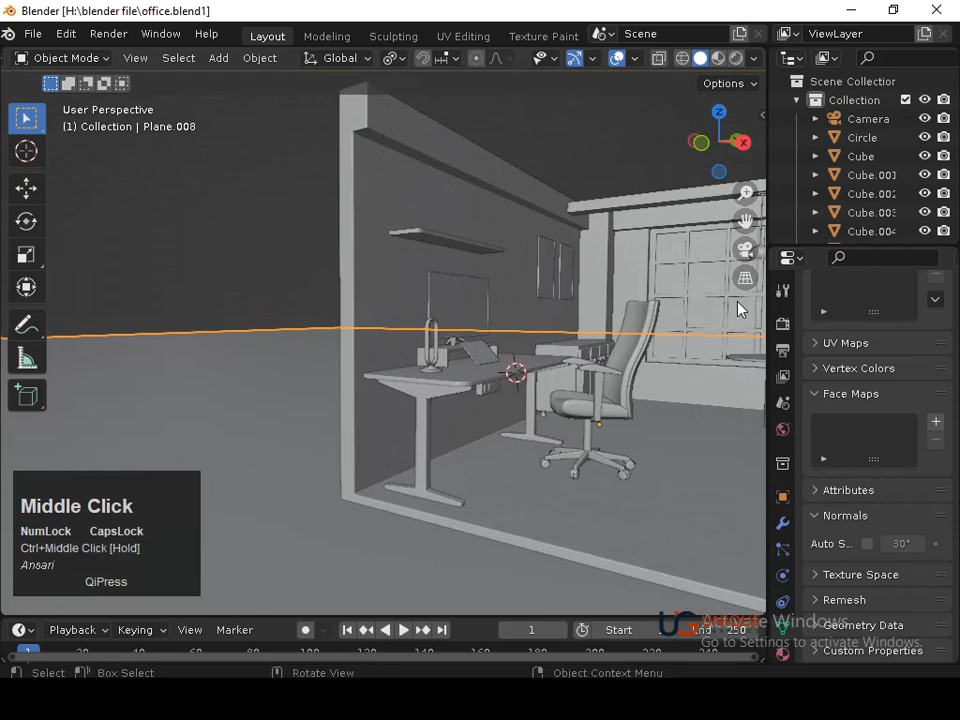 Blender [H:\blender file\office.blend1]
File Edit Render Window Help
Layout Modeling Sculpting UV Editing Texture Paint
Scene
ViewLayer
Object Mode View Select Add Object
Global
Options
User Perspective
(1) Collection | Plane.008
Z
X
Scene Collection
Collection
Camera
Circle
Cube
Cube.001
Cube.002
Cube.003
Cube.004
UV Maps
Vertex Colors
Face Maps
Attributes
Normals
Auto S... 30°
Texture Space
Remesh
Geometry Data
Custom Properties
Middle Click
NumLock CapsLock
Ctrl+Middle Click [Hold]
Ansari
QiPress
Activate Windows
Go to Settings to activate Windows.
Playback Keying View Marker
1 Start End 250
Select Box Select Rotate View Object Context Menu